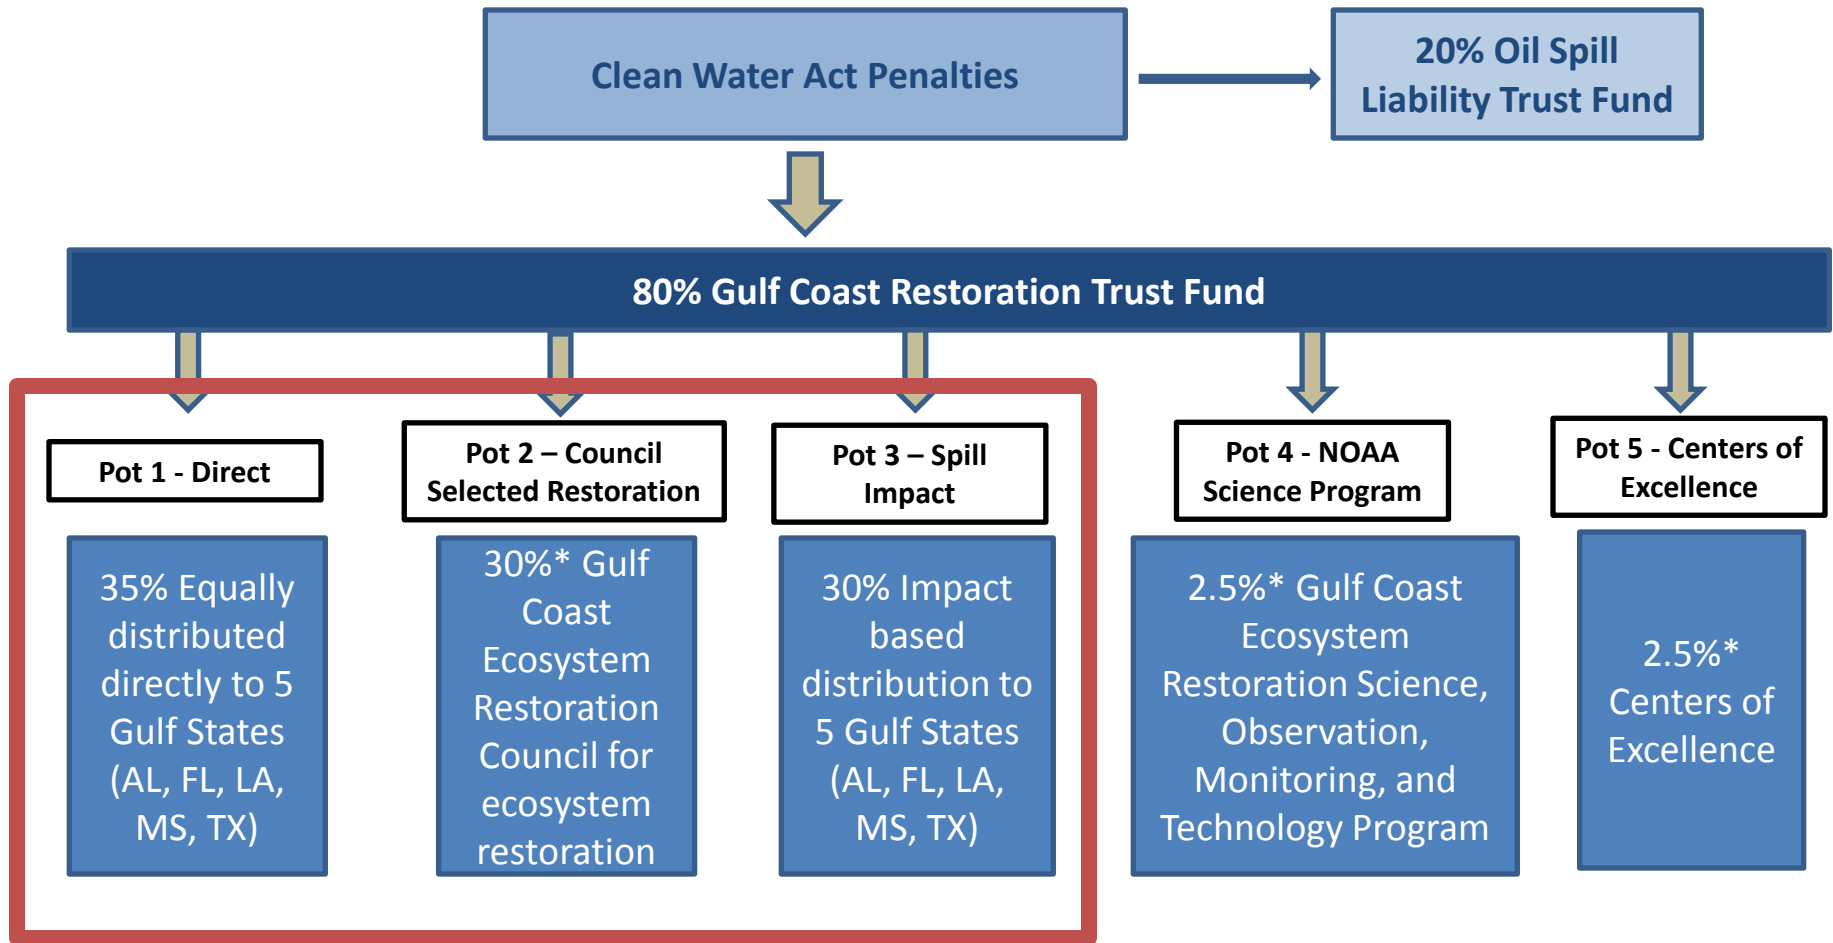 Clean Water Act Penalties
20% Oil Spill
Liability Trust Fund
80% Gulf Coast Restoration Trust Fund
Pot 1 - Direct
35% Equally
distributed
directly to 5
Gulf States
(AL, FL, LA,
MS, TX)
Pot 2 – Council
Selected Restoration
30%* Gulf
Coast
Ecosystem
Restoration
Council for
ecosystem
restoration
Pot 3 – Spill
Impact
30% Impact
based
distribution to
5 Gulf States
(AL, FL, LA,
MS, TX)
Pot 4 - NOAA
Science Program
2.5%* Gulf Coast
Ecosystem
Restoration Science,
Observation,
Monitoring, and
Technology Program
Pot 5 - Centers of
Excellence
2.5%*
Centers of
Excellence